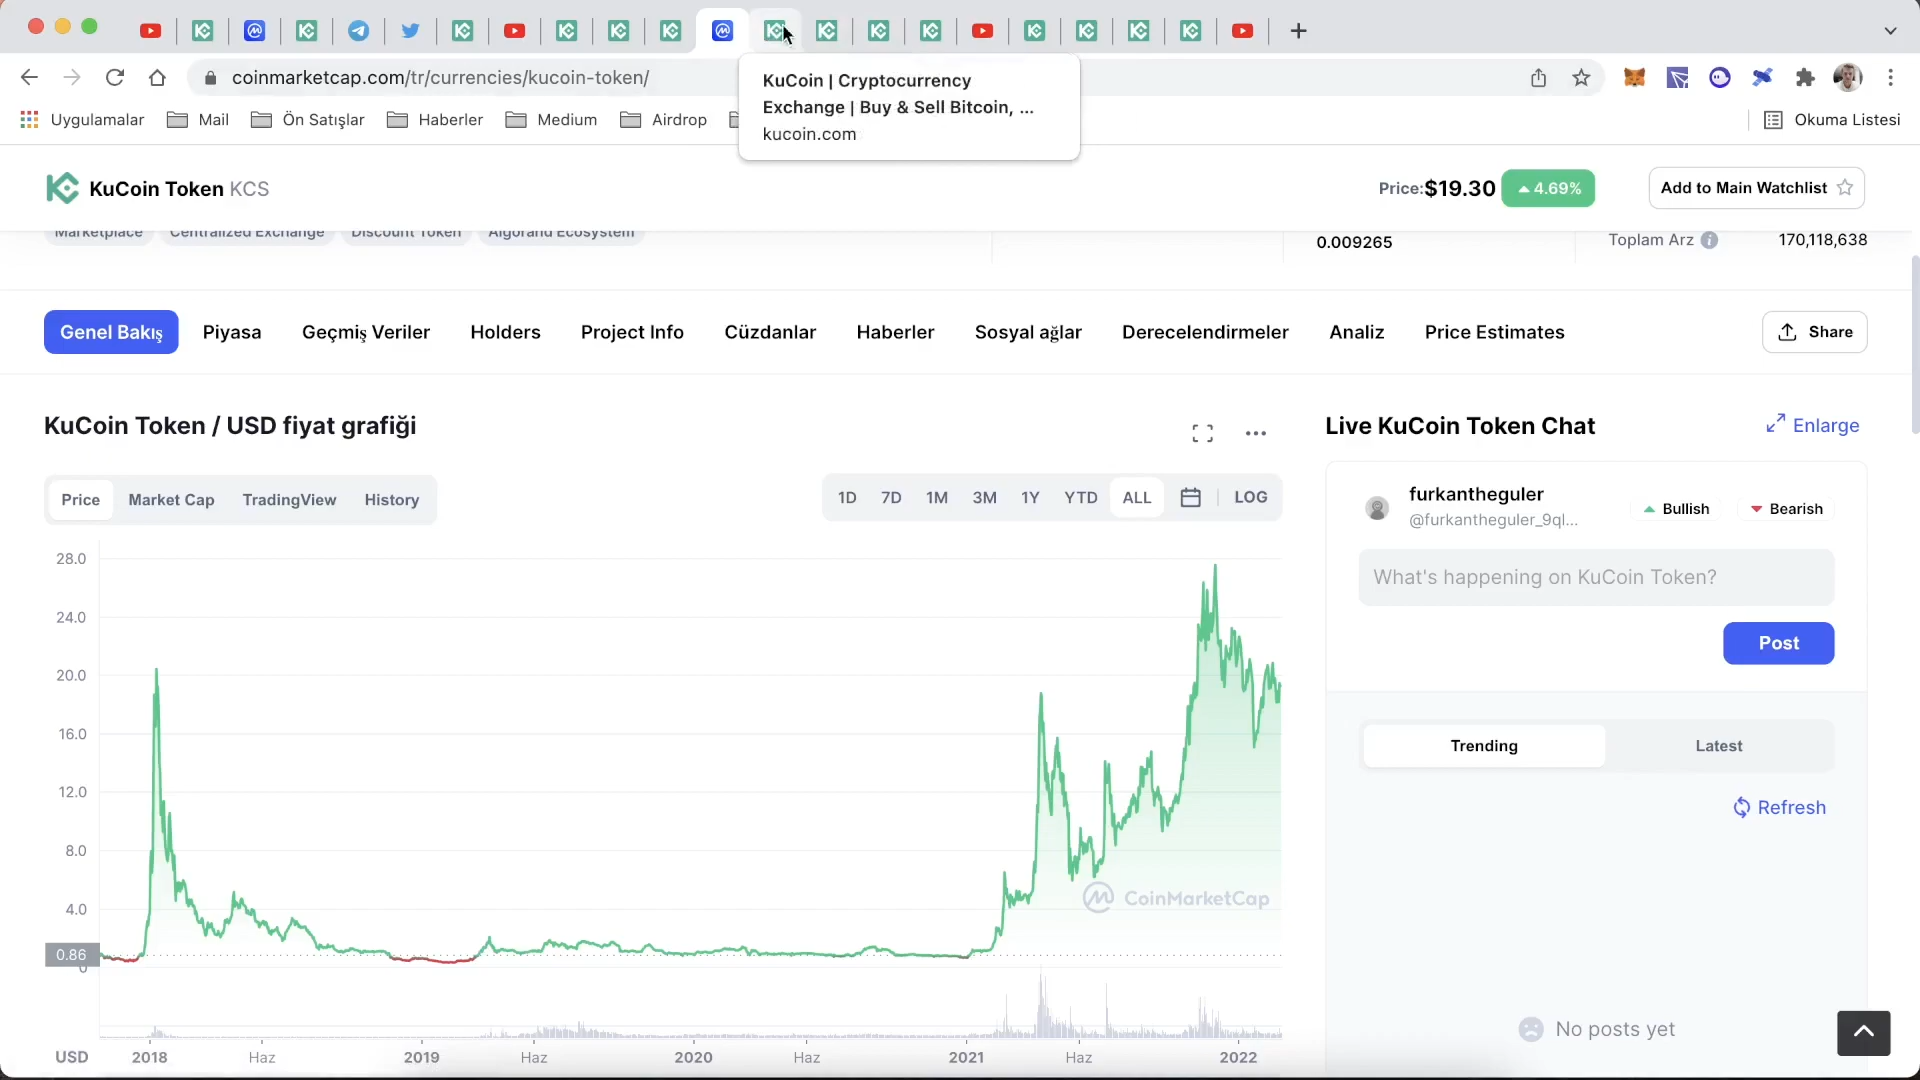 coinmarketcap.com/tr/currencies/kucoin-token/
KuCoin | Cryptocurrency
Exchange | Buy & Sell Bitcoin, ...
kucoin.com
Uygulamalar
Mail
Ön Satışlar
Haberler
Medium
Airdrop
Okuma Listesi
KuCoin Token KCS
Price:$19.30
4.69%
Add to Main Watchlist
Marketplace
Centralized Exchange
Discount Token
Algorand Ecosystem
0.009265
Toplam Arz
170,118,638
Genel Bakış
Piyasa
Geçmiş Veriler
Holders
Project Info
Cüzdanlar
Haberler
Sosyal ağlar
Derecelendirmeler
Analiz
Price Estimates
Share
KuCoin Token / USD fiyat grafiği
Price
Market Cap
TradingView
History
1D
7D
1M
3M
1Y
YTD
ALL
LOG
28.0
24.0
20.0
16.0
12.0
8.0
4.0
0.86
0
CoinMarketCap
USD
2018
Haz
2019
Haz
2020
Haz
2021
Haz
2022
Live KuCoin Token Chat
Enlarge
furkantheguler
@furkantheguler_9ql...
Bullish
Bearish
What's happening on KuCoin Token?
Post
Trending
Latest
Refresh
No posts yet